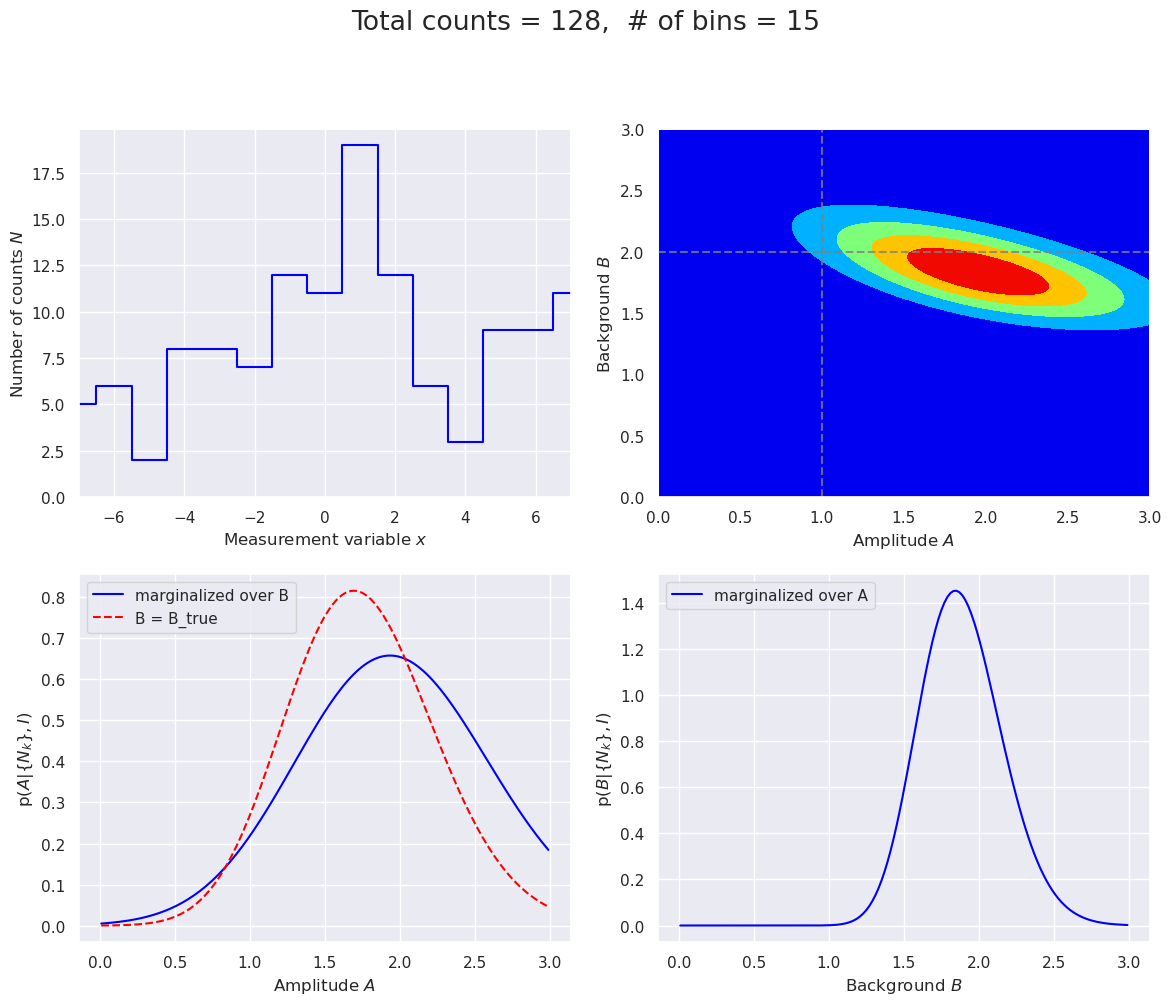 Total counts = 128,  # of bins = 15
Number of counts N
17.5
15.0
12.5
10.0
7.5
5.0
2.5
0.0
−6 −4 −2 0 2 4 6
Measurement variable x
Background B
3.0
2.5
2.0
1.5
1.0
0.5
0.0
0.0 0.5 1.0 1.5 2.0 2.5 3.0
Amplitude A
marginalized over B
B = B_true
p(A|{N_k}, I)
0.8
0.7
0.6
0.5
0.4
0.3
0.2
0.1
0.0
0.0 0.5 1.0 1.5 2.0 2.5 3.0
Amplitude A
marginalized over A
p(B|{N_k}, I)
1.4
1.2
1.0
0.8
0.6
0.4
0.2
0.0
0.0 0.5 1.0 1.5 2.0 2.5 3.0
Background B